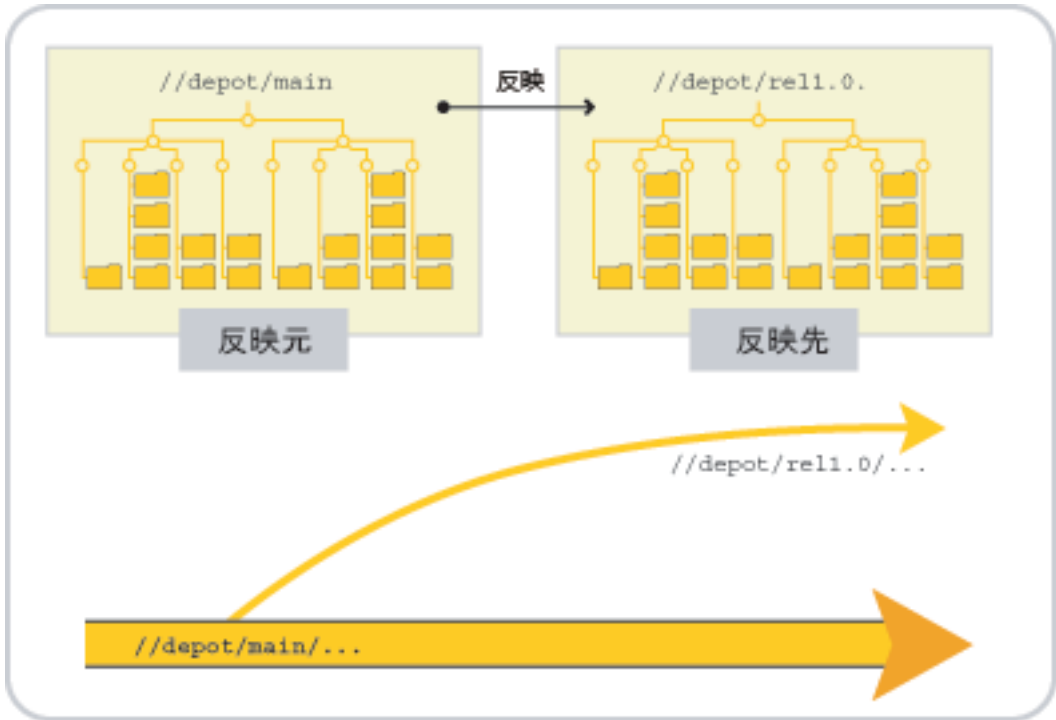 //depot/main
反映
//depot/rel1.0.
反映元
反映先
//depot/rel1.0/...
//depot/main/...